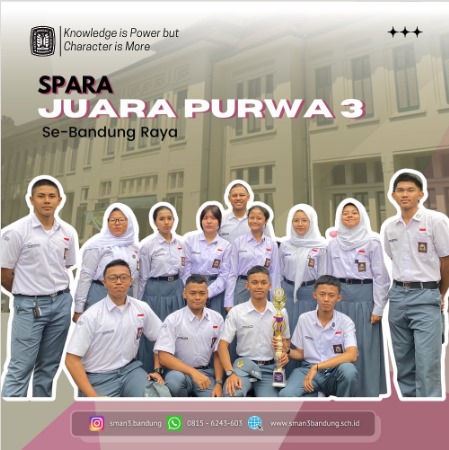 Knowledge is Power but
Character is More
SPARA
JUARA PURWA 3
Se-Bandung Raya
sman3.bandung
0815 - 6243-603
www.sman3bandung.sch.id